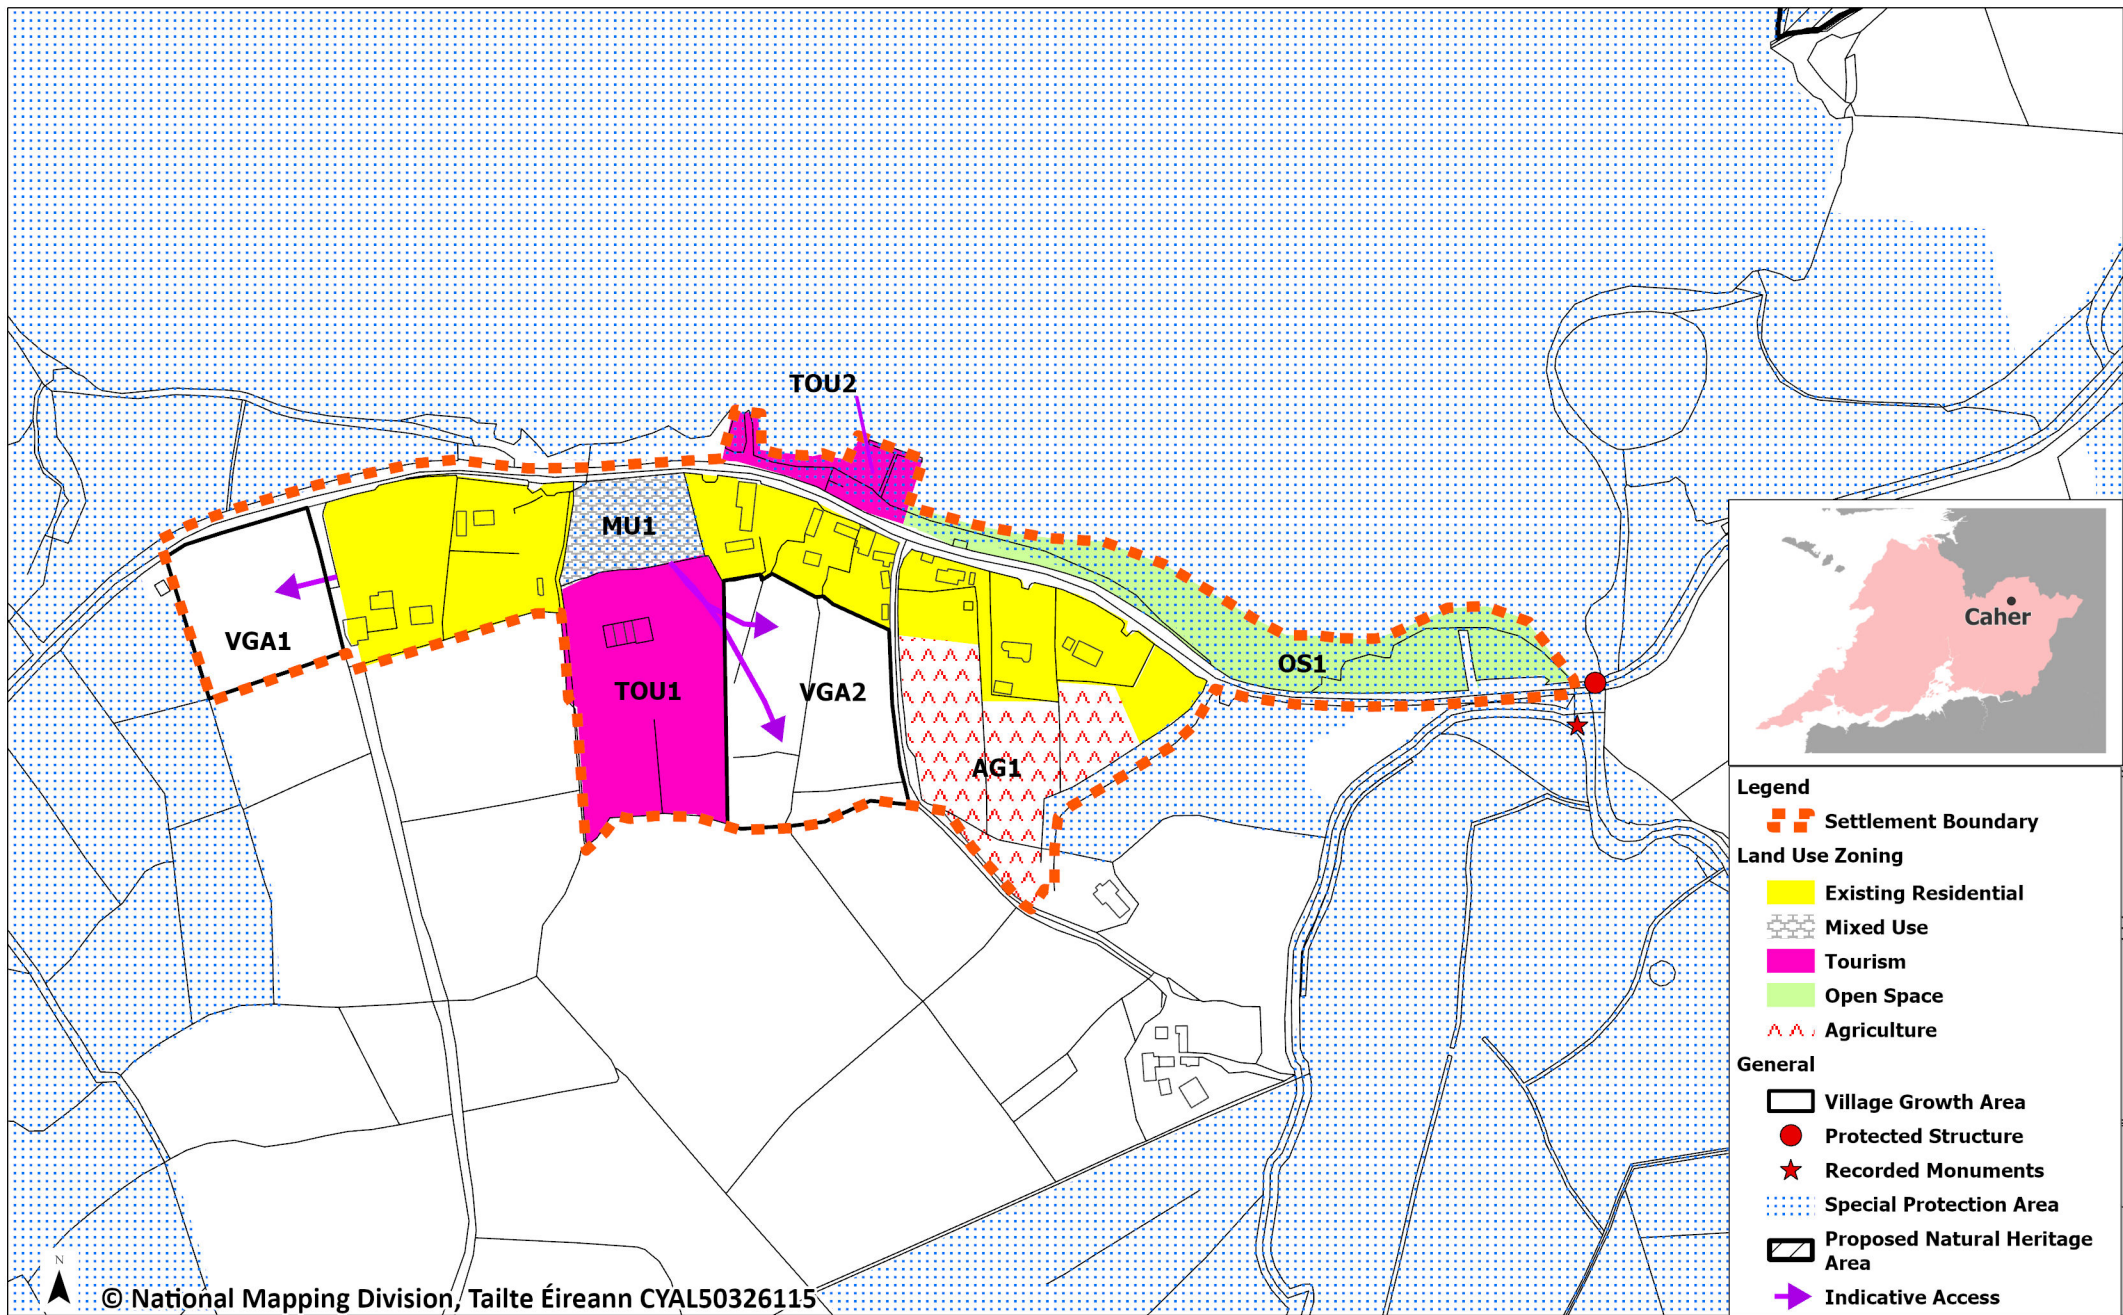 TOU2
MU1
VGA1
TOU1
VGA2
OS1
AG1
Caher
Legend
Settlement Boundary
Land Use Zoning
Existing Residential
Mixed Use
Tourism
Open Space
Agriculture
General
Village Growth Area
Protected Structure
Recorded Monuments
Special Protection Area
Proposed Natural Heritage
Area
Indicative Access
N
© National Mapping Division, Tailte Éireann CYAL50326115